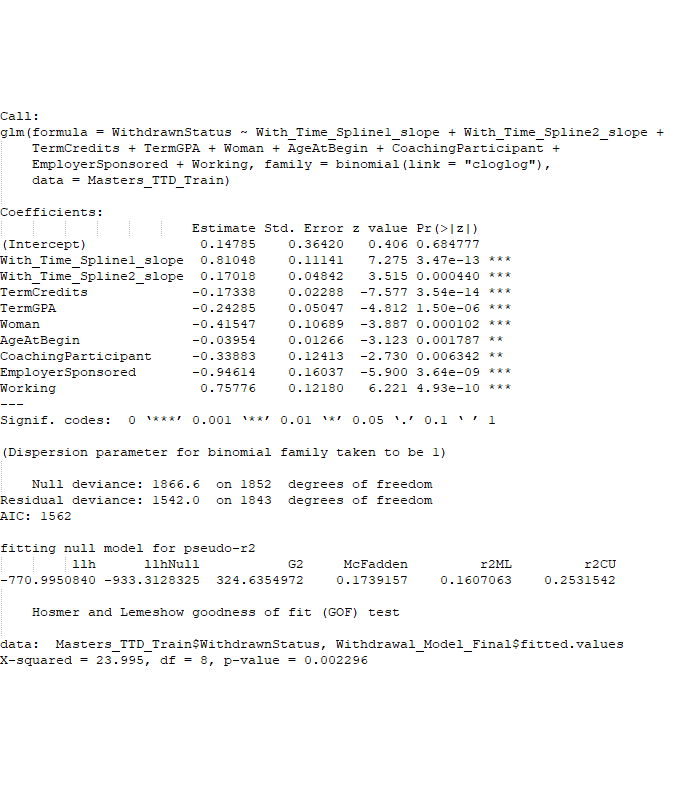 Call:
glm(formula = WithdrawnStatus ~ With_Time_Spline1_slope + With_Time_Spline2_slope +
    TermCredits + TermGPA + Woman + AgeAtBegin + CoachingParticipant +
    EmployerSponsored + Working, family = binomial(link = "cloglog"),
    data = Masters_TTD_Train)

Coefficients:
                        Estimate Std. Error z value Pr(>|z|)
(Intercept)              0.14785    0.36420   0.406 0.684777
With_Time_Spline1_slope  0.81048    0.11141   7.275 3.47e-13 ***
With_Time_Spline2_slope  0.17018    0.04842   3.515 0.000440 ***
TermCredits             -0.17338    0.02288  -7.577 3.54e-14 ***
TermGPA                 -0.24285    0.05047  -4.812 1.50e-06 ***
Woman                   -0.41547    0.10689  -3.887 0.000102 ***
AgeAtBegin              -0.03954    0.01266  -3.123 0.001787 **
CoachingParticipant     -0.33883    0.12413  -2.730 0.006342 **
EmployerSponsored       -0.94614    0.16037  -5.900 3.64e-09 ***
Working                  0.75776    0.12180   6.221 4.93e-10 ***
---
Signif. codes:  0 ‘***’ 0.001 ‘**’ 0.01 ‘*’ 0.05 ‘.’ 0.1 ‘ ’ 1

(Dispersion parameter for binomial family taken to be 1)

    Null deviance: 1866.6  on 1852  degrees of freedom
Residual deviance: 1542.0  on 1843  degrees of freedom
AIC: 1562

fitting null model for pseudo-r2
         llh      llhNull           G2     McFadden         r2ML         r2CU
-770.9950840 -933.3128325  324.6354972    0.1739157    0.1607063    0.2531542

    Hosmer and Lemeshow goodness of fit (GOF) test

data:  Masters_TTD_Train$WithdrawnStatus, Withdrawal_Model_Final$fitted.values
X-squared = 23.995, df = 8, p-value = 0.002296